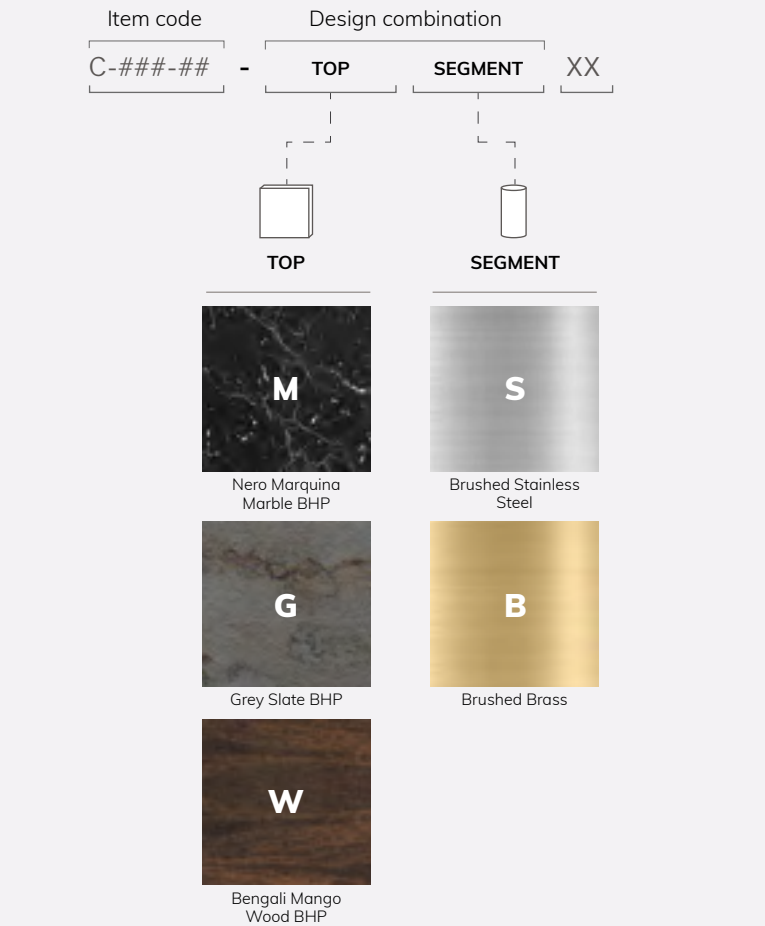 Item code
Design combination
C-###-## - TOP SEGMENT XX
TOP
SEGMENT
M
S
Nero Marquina
Marble BHP
Brushed Stainless
Steel
G
B
Grey Slate BHP
Brushed Brass
W
Bengali Mango
Wood BHP